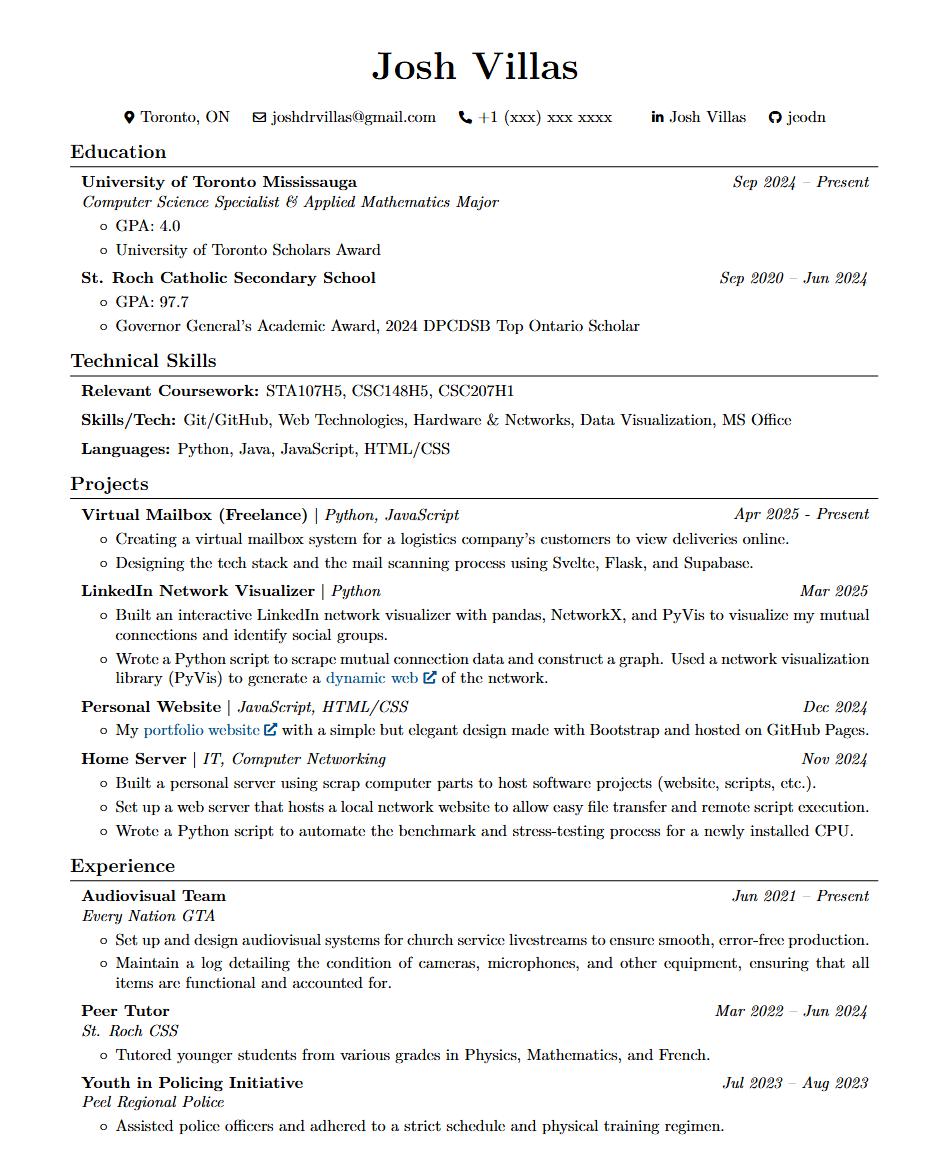 Josh Villas
Toronto, ON joshdrvillas@gmail.com +1 (xxx) xxx xxxx Josh Villas jeodn
Education
University of Toronto Mississauga Sep 2024 – Present
Computer Science Specialist & Applied Mathematics Major
GPA: 4.0
University of Toronto Scholars Award
St. Roch Catholic Secondary School Sep 2020 – Jun 2024
GPA: 97.7
Governor General's Academic Award, 2024 DPCDSB Top Ontario Scholar
Technical Skills
Relevant Coursework: STA107H5, CSC148H5, CSC207H1
Skills/Tech: Git/GitHub, Web Technologies, Hardware & Networks, Data Visualization, MS Office
Languages: Python, Java, JavaScript, HTML/CSS
Projects
Virtual Mailbox (Freelance) | Python, JavaScript Apr 2025 - Present
Creating a virtual mailbox system for a logistics company's customers to view deliveries online.
Designing the tech stack and the mail scanning process using Svelte, Flask, and Supabase.
LinkedIn Network Visualizer | Python Mar 2025
Built an interactive LinkedIn network visualizer with pandas, NetworkX, and PyVis to visualize my mutual
connections and identify social groups.
Wrote a Python script to scrape mutual connection data and construct a graph. Used a network visualization
library (PyVis) to generate a dynamic web of the network.
Personal Website | JavaScript, HTML/CSS Dec 2024
My portfolio website with a simple but elegant design made with Bootstrap and hosted on GitHub Pages.
Home Server | IT, Computer Networking Nov 2024
Built a personal server using scrap computer parts to host software projects (website, scripts, etc.).
Set up a web server that hosts a local network website to allow easy file transfer and remote script execution.
Wrote a Python script to automate the benchmark and stress-testing process for a newly installed CPU.
Experience
Audiovisual Team Jun 2021 – Present
Every Nation GTA
Set up and design audiovisual systems for church service livestreams to ensure smooth, error-free production.
Maintain a log detailing the condition of cameras, microphones, and other equipment, ensuring that all
items are functional and accounted for.
Peer Tutor Mar 2022 – Jun 2024
St. Roch CSS
Tutored younger students from various grades in Physics, Mathematics, and French.
Youth in Policing Initiative Jul 2023 – Aug 2023
Peel Regional Police
Assisted police officers and adhered to a strict schedule and physical training regimen.